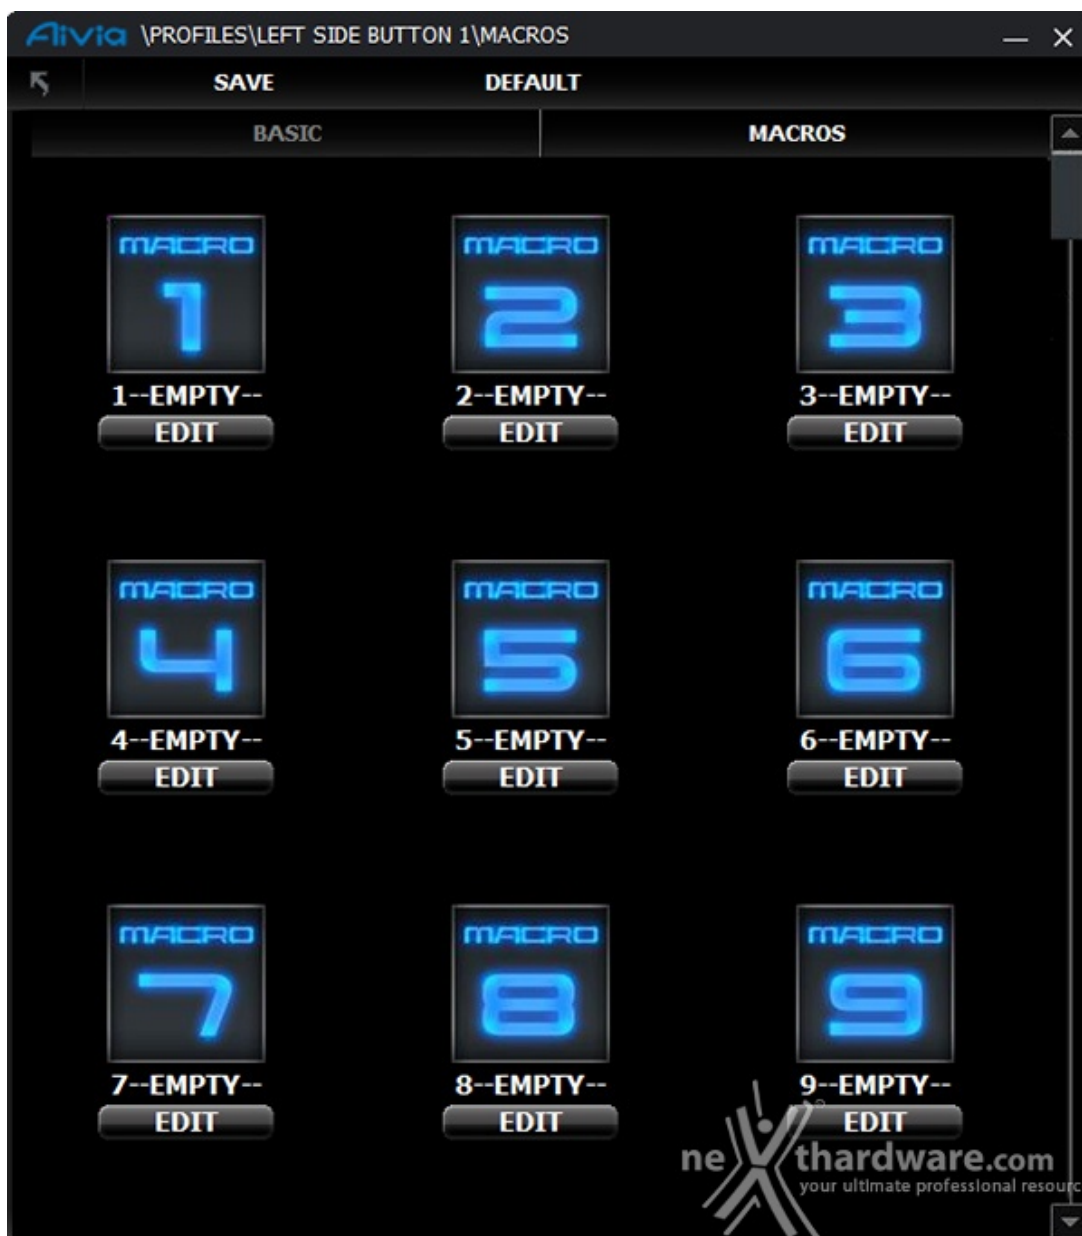 Aivia \PROFILES\LEFT SIDE BUTTON 1\MACROS
SAVE DEFAULT
BASIC MACROS
MACRO MACRO MACRO
1 2 3
1--EMPTY-- 2--EMPTY-- 3--EMPTY--
EDIT EDIT EDIT
MACRO MACRO MACRO
4 5 6
4--EMPTY-- 5--EMPTY-- 6--EMPTY--
EDIT EDIT EDIT
MACRO MACRO MACRO
7 8 9
7--EMPTY-- 8--EMPTY-- 9--EMPTY--
EDIT EDIT EDIT
neXthardware.com
your ultimate professional resourc